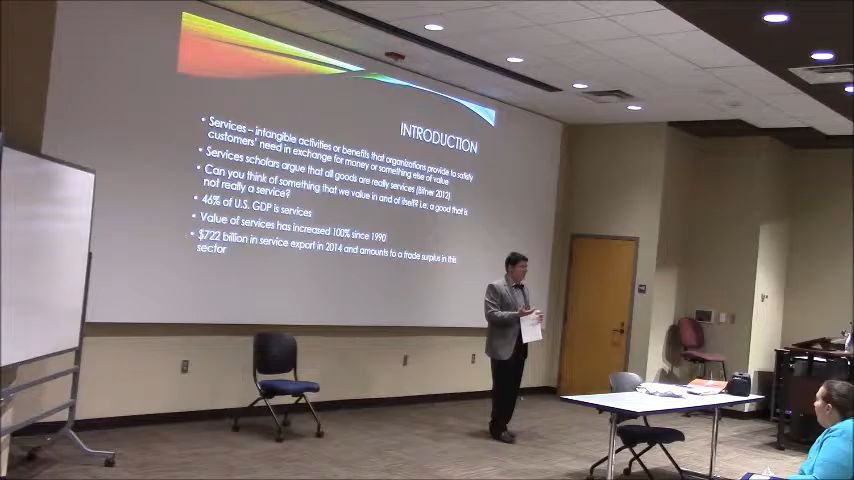 INTRODUCTION
• Services – intangible activities or benefits that organizations provide to satisfy
customers' need in exchange for money or something else of value
• Services scholars argue that all goods are really services (Bitner 2012)
• Can you think of something that we value in and of itself? i.e. a good that is
not really a service?
• 46% of U.S. GDP is services
• Value of services has increased 100% since 1990
• $722 billion in service export in 2014 and amounts to a trade surplus in this
sector